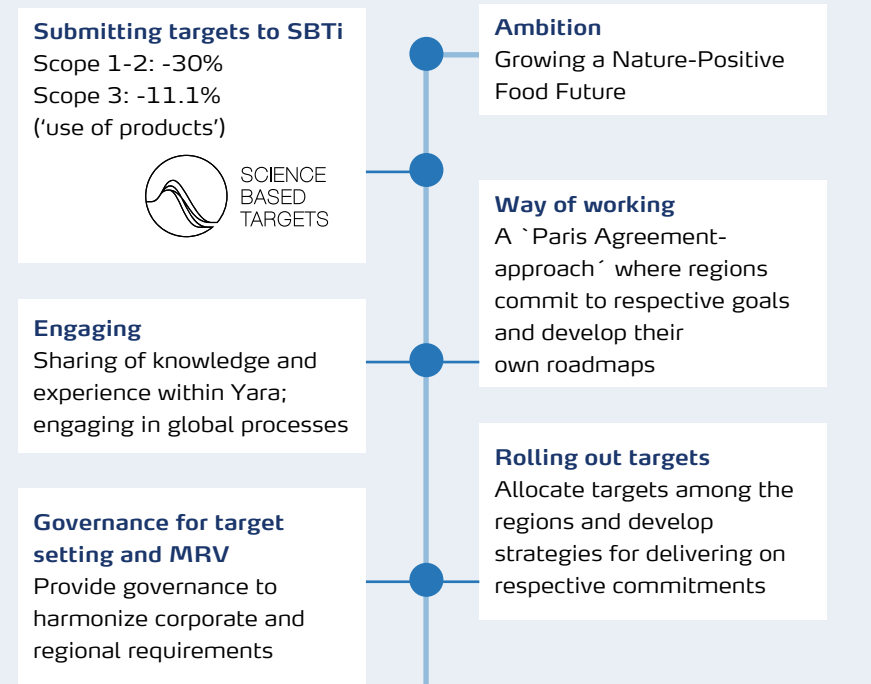 Ambition
Growing a Nature-Positive
Food Future
Submitting targets to SBTi
Scope 1-2: -30%
Scope 3: -11.1%
(‘use of products’)
SCIENCE
BASED
TARGETS
Way of working
A `Paris Agreement-
approach´ where regions
commit to respective goals
and develop their
own roadmaps
Engaging
Sharing of knowledge and
experience within Yara;
engaging in global processes
Rolling out targets
Allocate targets among the
regions and develop
strategies for delivering on
respective commitments
Governance for target
setting and MRV
Provide governance to
harmonize corporate and
regional requirements